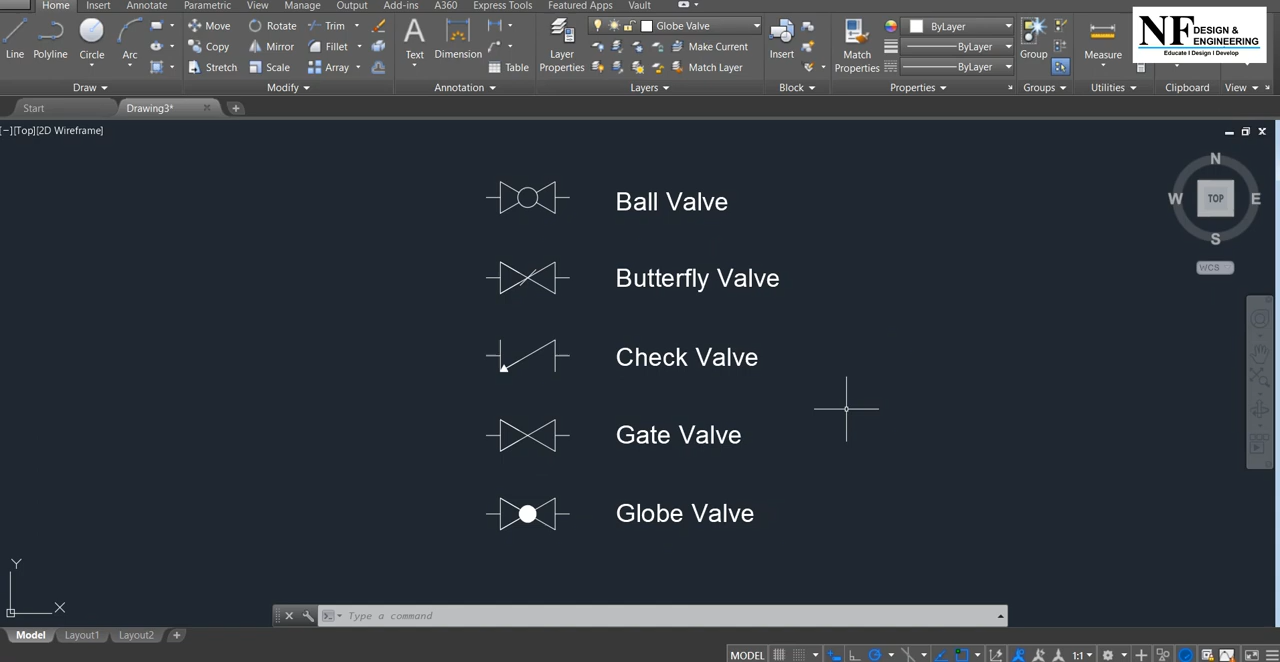 Home Insert Annotate Parametric View Manage Output Add-ins A360 Express Tools Featured Apps Vault
Move Rotate Trim Globe Valve ByLayer
Line Polyline Circle Arc Copy Mirror Fillet Text Dimension Layer Properties Make Current Insert Match Properties ByLayer Group Measure
Stretch Scale Array Table Match Layer ByLayer
Draw Modify Annotation Layers Block Properties Groups Utilities Clipboard View
NF DESIGN & ENGINEERING
Educate I Design I Develop
Start Drawing3*
[−][Top][2D Wireframe]
N
W TOP E
S
WCS
Ball Valve
Butterfly Valve
Check Valve
Gate Valve
Globe Valve
Y
X
Type a command
Model Layout1 Layout2
MODEL 1:1